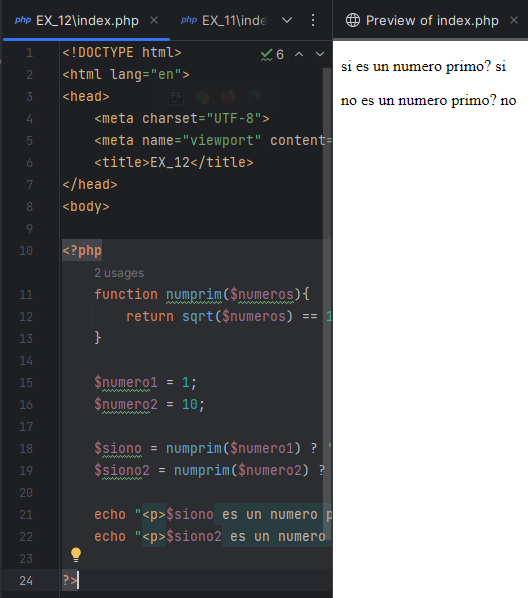 php EX_12\index.php × php EX_11\inde
Preview of index.php ×
6
1 <!DOCTYPE html>
2 <html lang="en">
3 <head>
4 <meta charset="UTF-8">
5 <meta name="viewport" content=
6 <title>EX_12</title>
7 </head>
8 <body>
9
10 <?php
2 usages
11 function numprim($numeros){
12 return sqrt($numeros) == 1
13 }
14
15 $numero1 = 1;
16 $numero2 = 10;
17
18 $siono = numprim($numero1) ? '
19 $siono2 = numprim($numero2) ?
20
21 echo "<p>$siono es un numero p
22 echo "<p>$siono2 es un numero
23
24 ?>
si es un numero primo? si
no es un numero primo? no